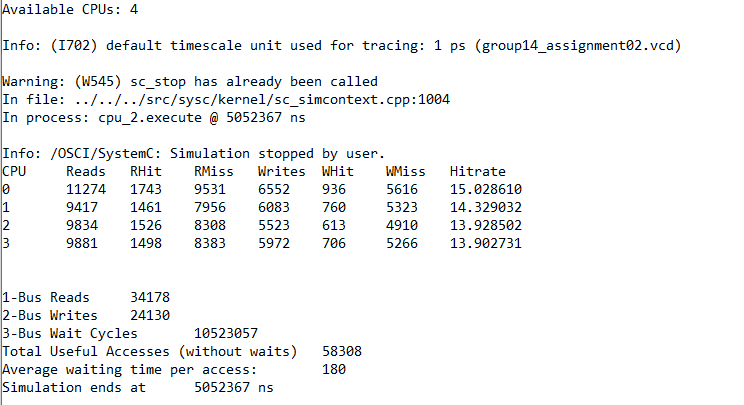 Available CPUs: 4
Info: (I702) default timescale unit used for tracing: 1 ps (group14_assignment02.vcd)
Warning: (W545) sc_stop has already been called
In file: ../../../src/sysc/kernel/sc_simcontext.cpp:1004
In process: cpu_2.execute @ 5052367 ns
Info: /OSCI/SystemC: Simulation stopped by user.
CPU Reads RHit RMiss Writes WHit WMiss Hitrate
0 11274 1743 9531 6552 936 5616 15.028610
1 9417 1461 7956 6083 760 5323 14.329032
2 9834 1526 8308 5523 613 4910 13.928502
3 9881 1498 8383 5972 706 5266 13.902731
1-Bus Reads 34178
2-Bus Writes 24130
3-Bus Wait Cycles 10523057
Total Useful Accesses (without waits) 58308
Average waiting time per access: 180
Simulation ends at 5052367 ns